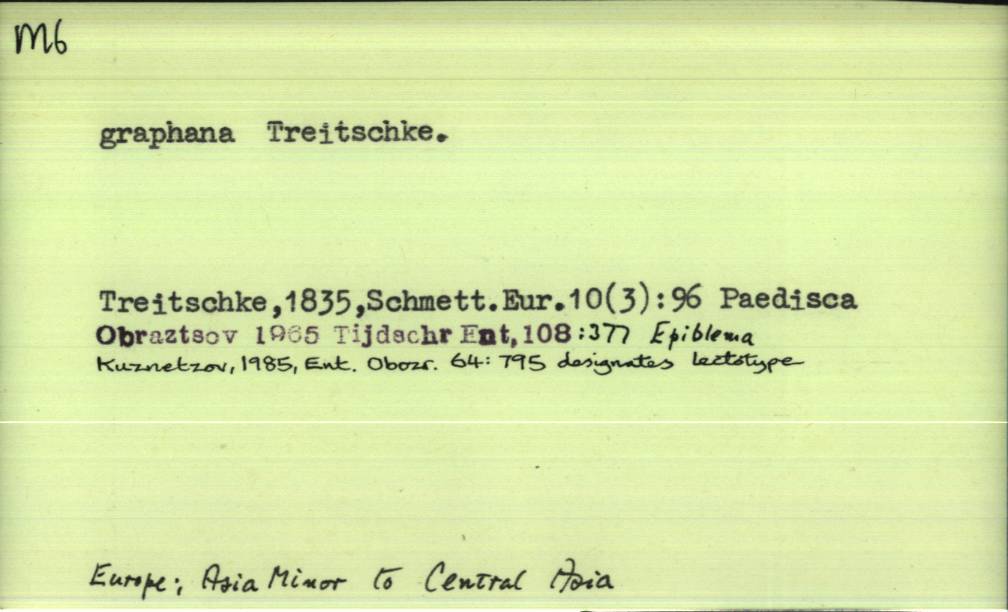 M6
graphana Treitschke.
Treitschke,1835,Schmett.Eur.10(3):96 Paedisca
Obraztsov 1965 Tijdschr Ent,108:377 Epiblema
Kuznetzov, 1985, Ent. Obozr. 64: 795 designates lectotype
Europe; Asia Minor to Central Asia